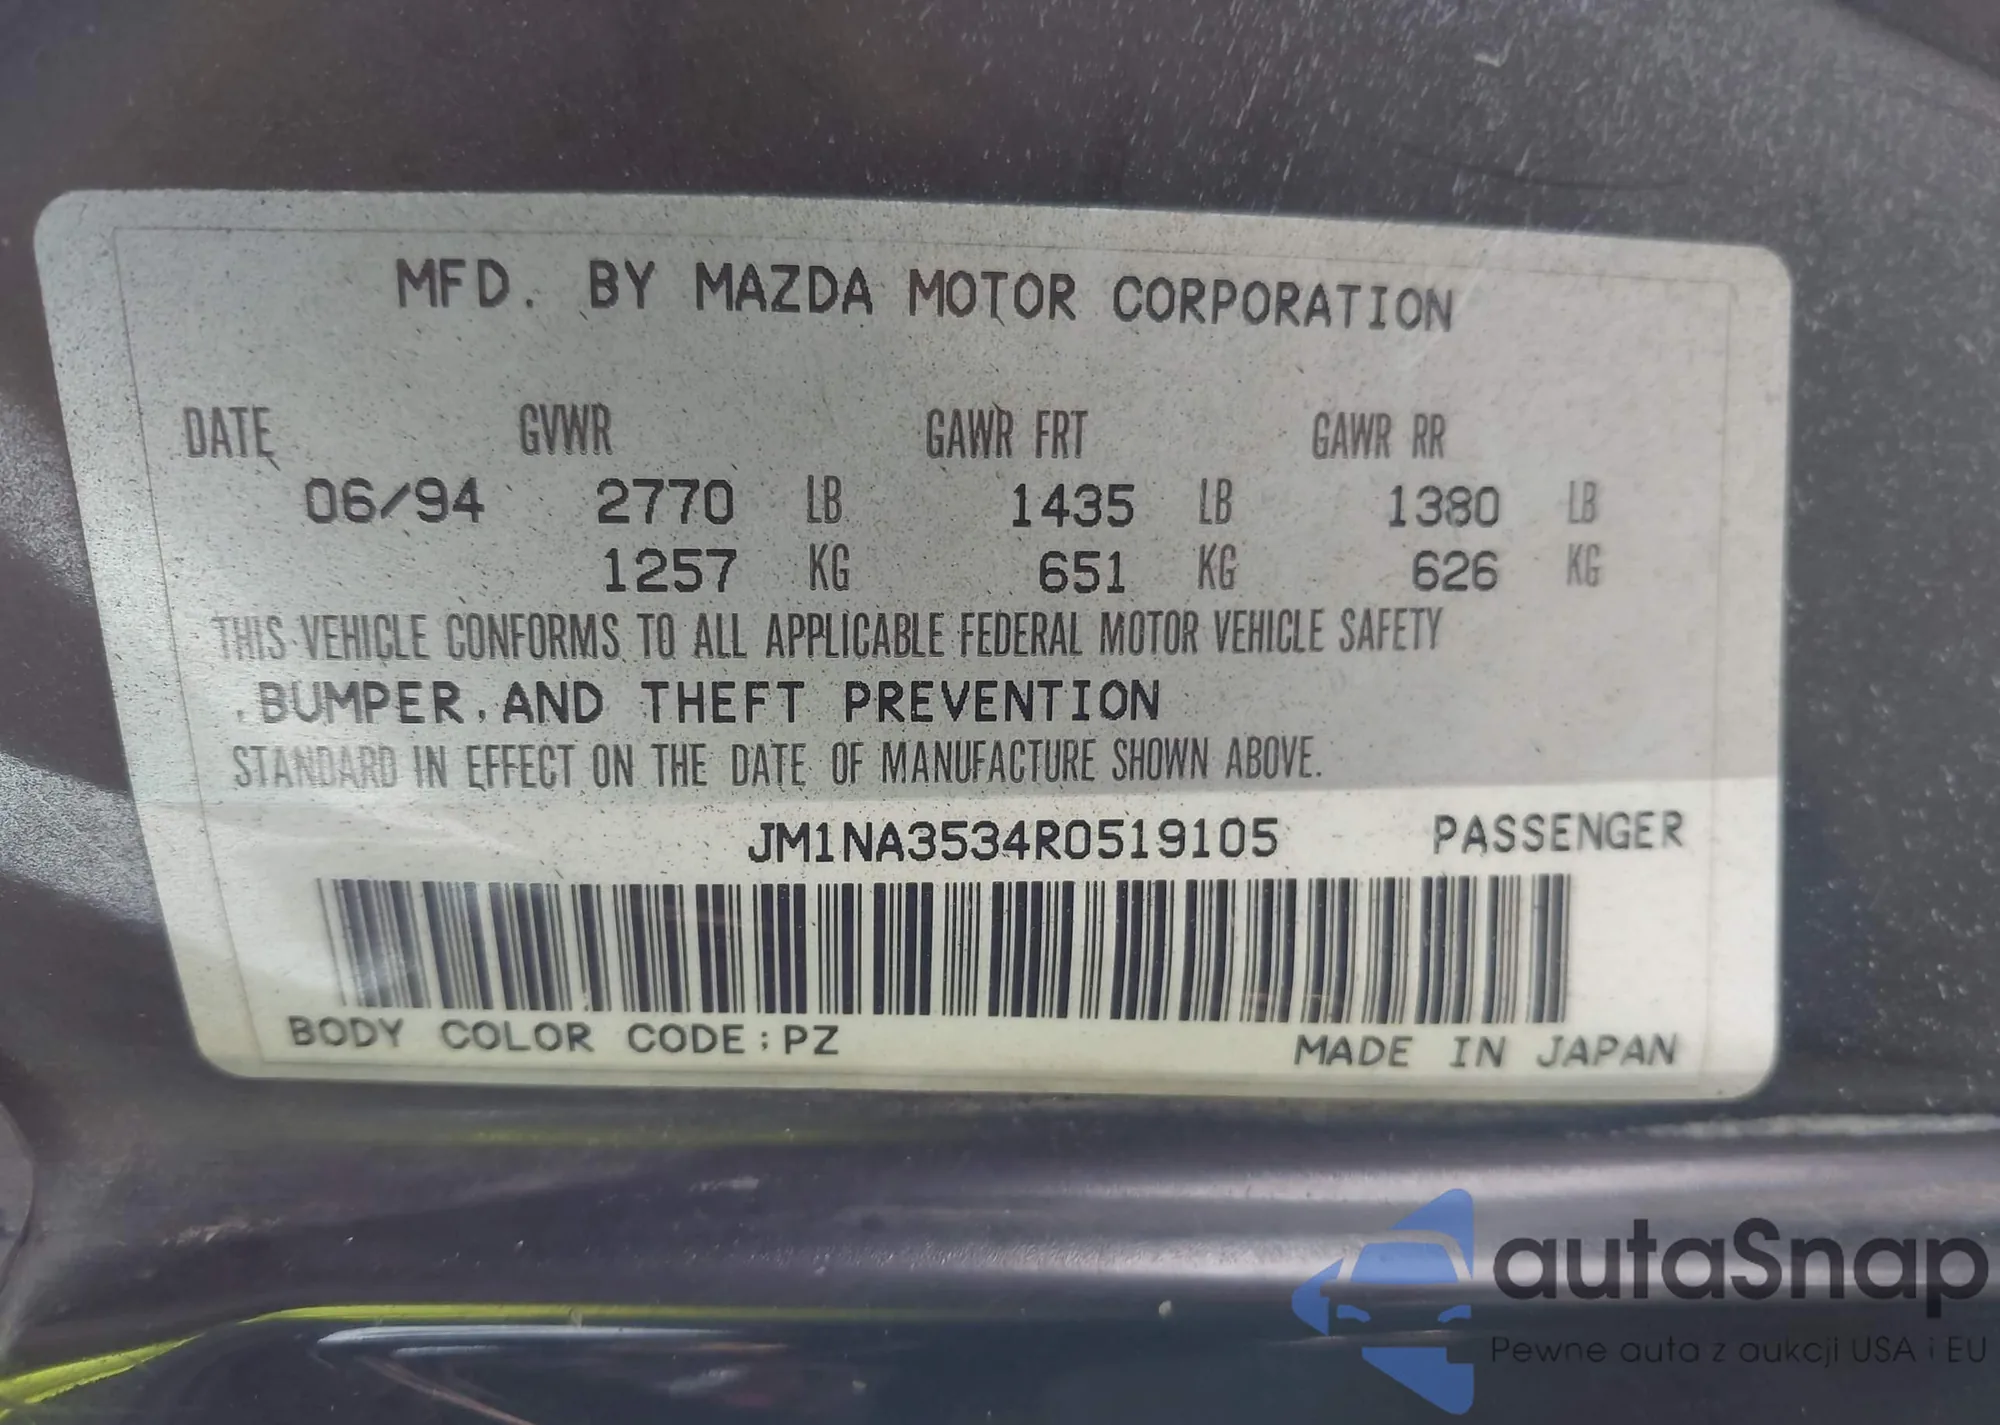 MFD. BY MAZDA MOTOR CORPORATION
DATE GVWR GAWR FRT GAWR RR
06/94 2770 LB 1435 LB 1380 LB
1257 KG 651 KG 626 KG
THIS VEHICLE CONFORMS TO ALL APPLICABLE FEDERAL MOTOR VEHICLE SAFETY
,BUMPER,AND THEFT PREVENTION
STANDARD IN EFFECT ON THE DATE OF MANUFACTURE SHOWN ABOVE.
JM1NA3534R0519105 PASSENGER
BODY COLOR CODE:PZ MADE IN JAPAN
autaSnap
Pewne auta z aukcji USA i EU